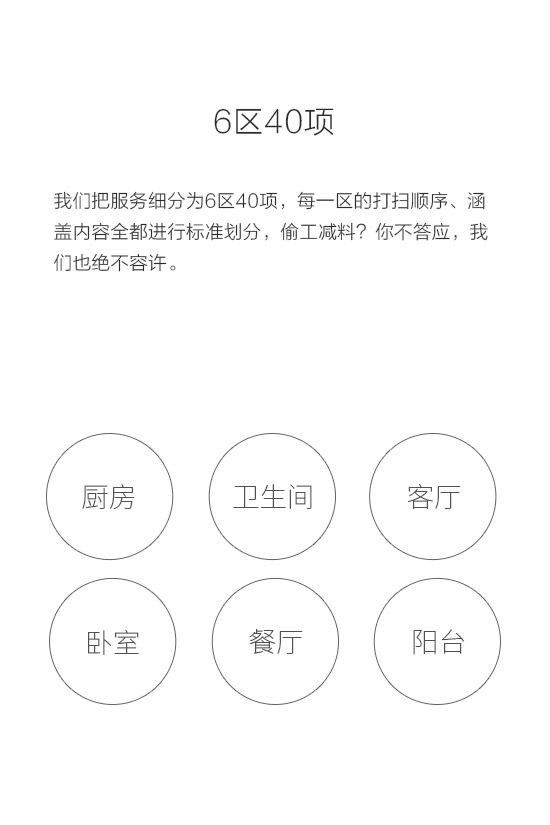 6区40项
我们把服务细分为6区40项，每一区的打扫顺序、涵
盖内容全都进行标准划分，偷工减料？你不答应，我
们也绝不容许。
厨房
卫生间
客厅
卧室
餐厅
阳台